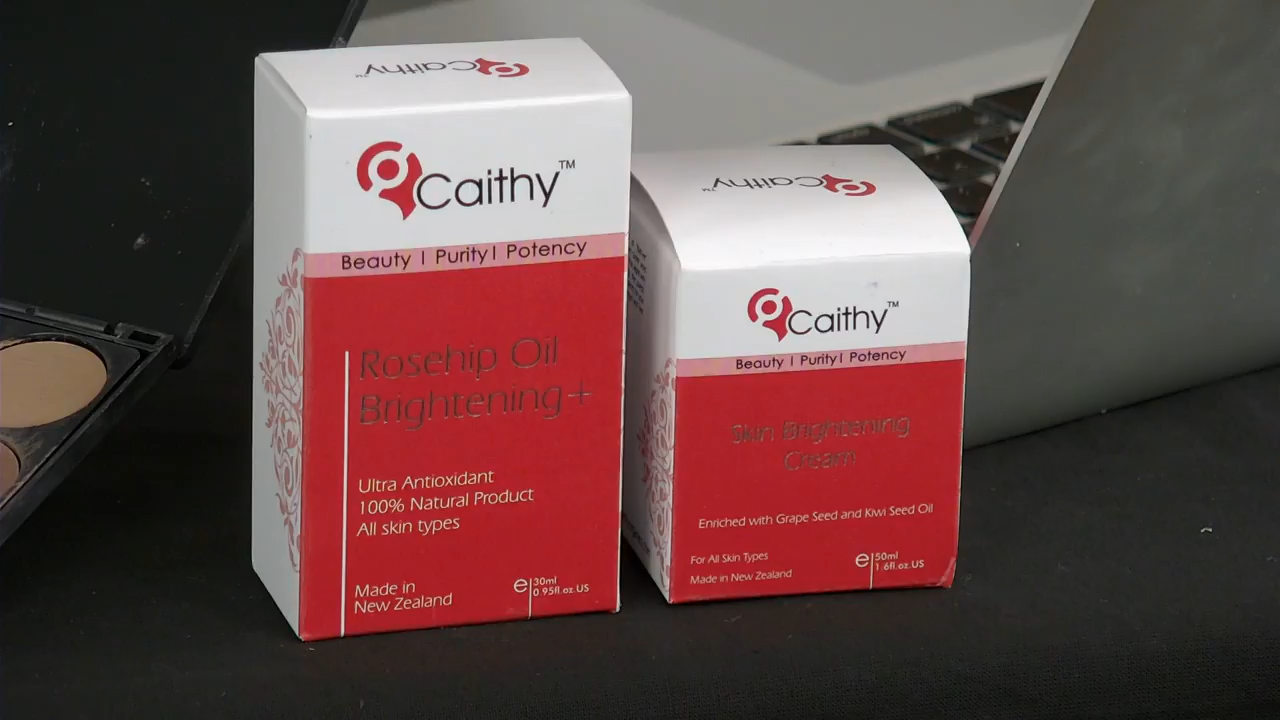 Caithy
Caithy™
Beauty | Purity | Potency
Rosehip Oil
Brightening+
Ultra Antioxidant
100% Natural Product
All skin types
Made in
New Zealand
e 30ml
0.95fl.oz.US
Caithy
Caithy™
Beauty | Purity | Potency
Skin Brightening
Cream
Enriched with Grape Seed and Kiwi Seed Oil
For All Skin Types
Made in New Zealand
e 50ml
1.6fl.oz.US